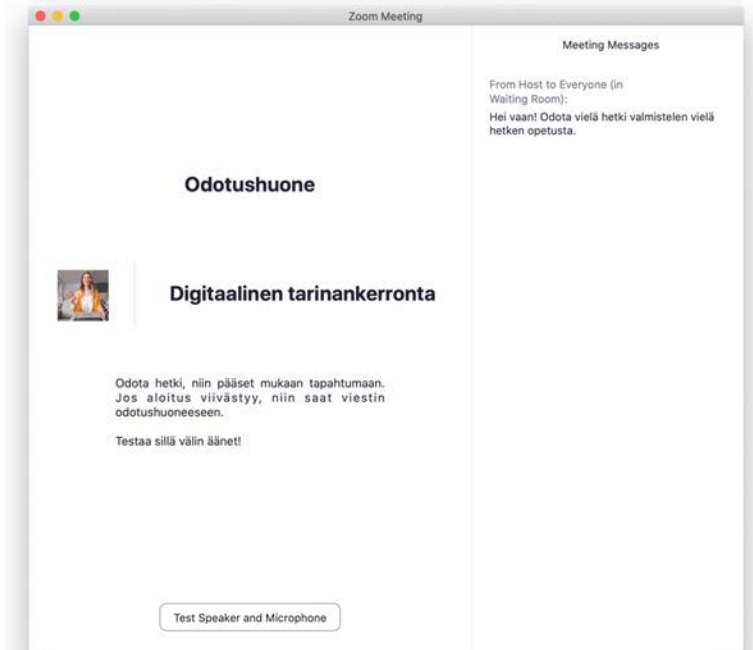 Zoom Meeting
Odotushuone
Digitaalinen tarinankerronta
Odota hetki, niin pääset mukaan tapahtumaan.
Jos aloitus viivästyy, niin saat viestin
odotushuoneeseen.
Testaa sillä välin äänet!
Test Speaker and Microphone
Meeting Messages
From Host to Everyone (in
Waiting Room):
Hei vaan! Odota vielä hetki valmistelen vielä
hetken opetusta.